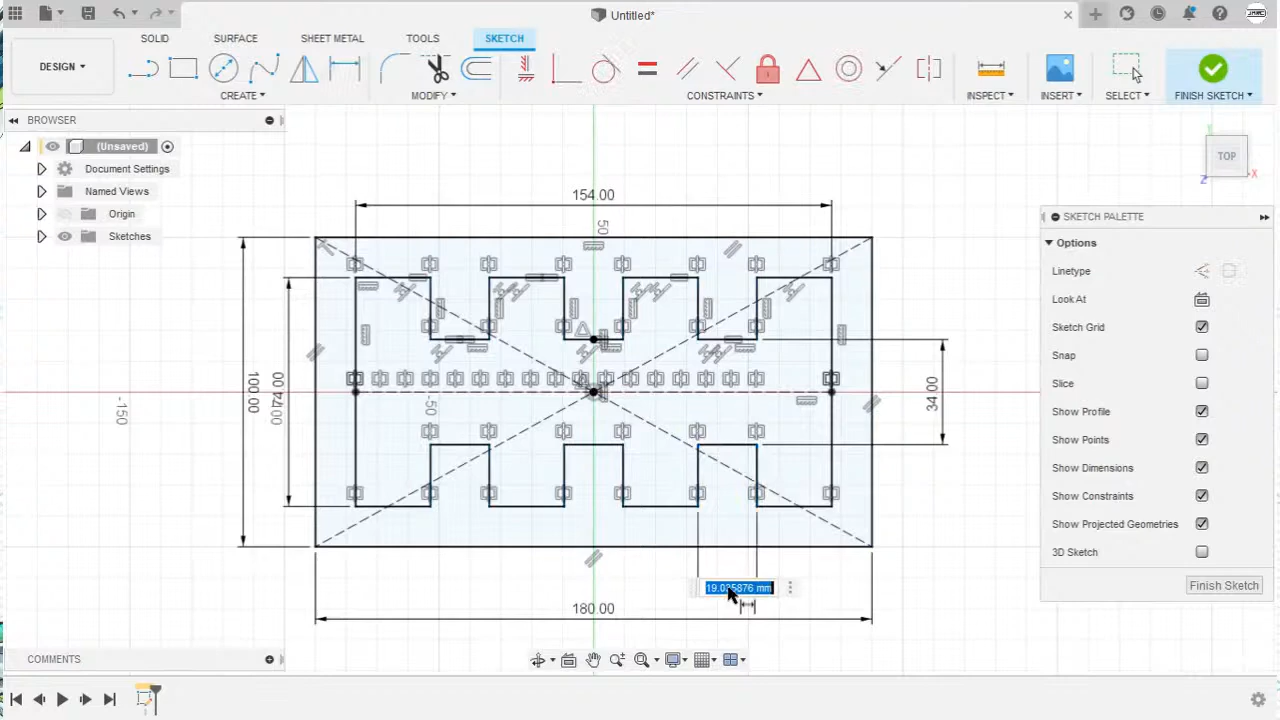 Untitled*
SOLID
SURFACE
SHEET METAL
TOOLS
SKETCH
DESIGN
CREATE
MODIFY
CONSTRAINTS
INSPECT
INSERT
SELECT
FINISH SKETCH
BROWSER
(Unsaved)
Document Settings
Named Views
Origin
Sketches
TOP
X
Y
Z
SKETCH PALETTE
Options
Linetype
Look At
Sketch Grid
Snap
Slice
Show Profile
Show Points
Show Dimensions
Show Constraints
Show Projected Geometries
3D Sketch
Finish Sketch
154.00
50
100.00
-150
-50
34.00
180.00
COMMENTS